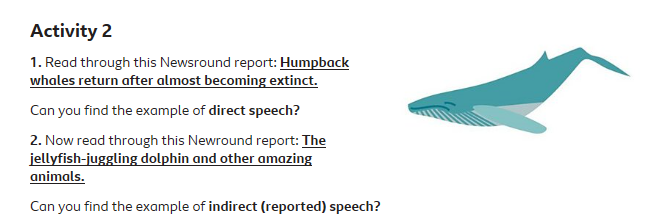 Activity 2
1. Read through this Newsround report: Humpback
whales return after almost becoming extinct.
Can you find the example of direct speech?
2. Now read through this Newround report: The
jellyfish-juggling dolphin and other amazing
animals.
Can you find the example of indirect (reported) speech?